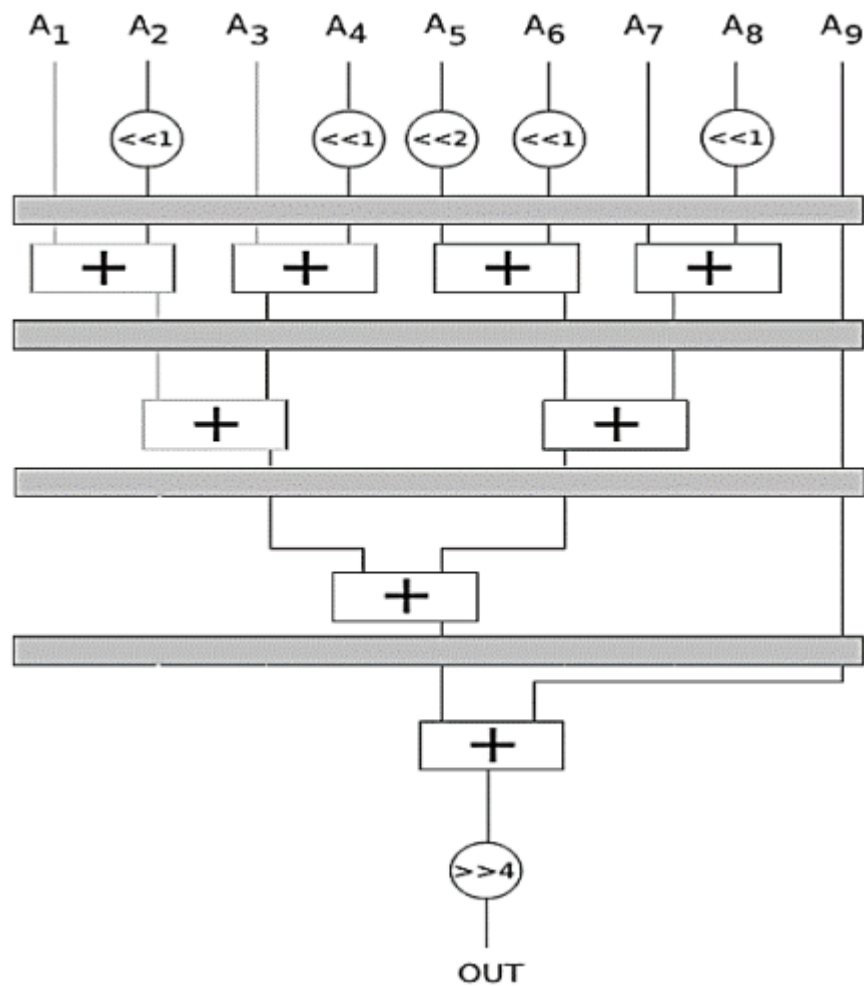 A₁ A₂ A₃ A₄ A₅ A₆ A₇ A₈ A₉
<<1 <<1 <<2 <<1 <<1
+ + + +
+ +
+
+
>>4
OUT